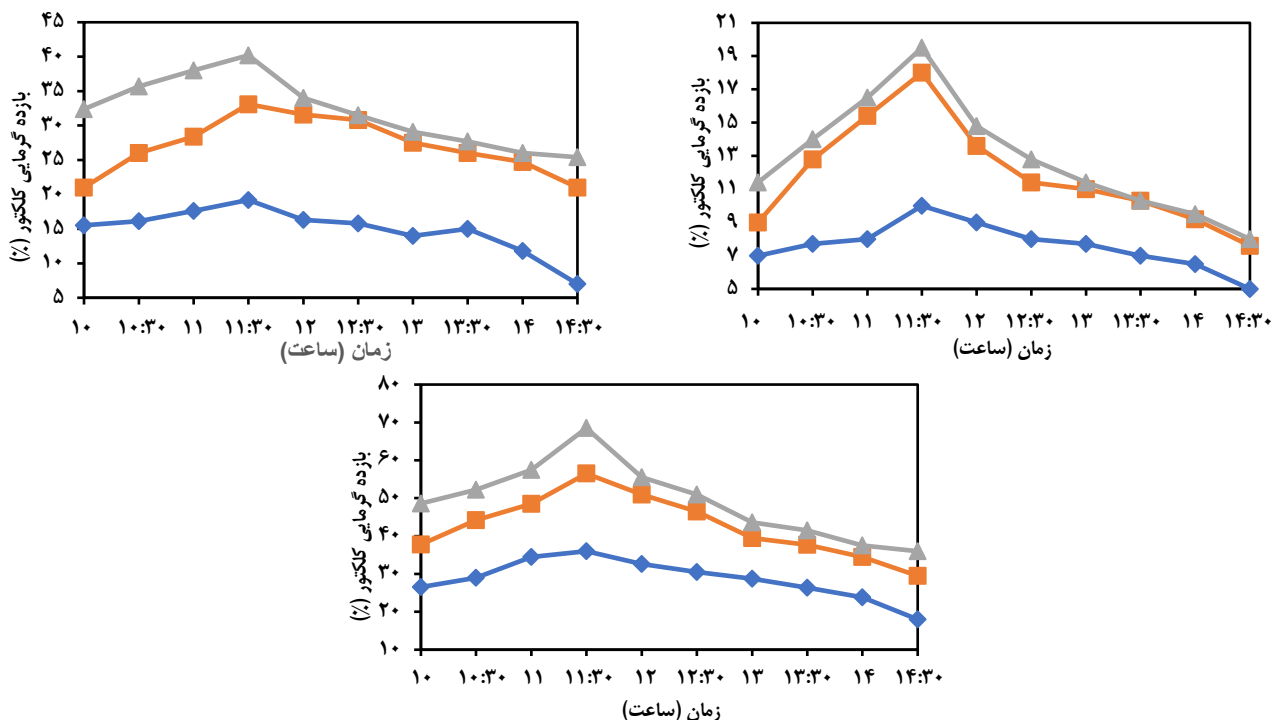 بازده گرمایی کلکتور (%)
۴۵
۴۰
۳۵
۳۰
۲۵
۲۰
۱۵
۱۰
۵
۱۰ ۱۰:۳۰ ۱۱ ۱۱:۳۰ ۱۲ ۱۲:۳۰ ۱۳ ۱۳:۳۰ ۱۴ ۱۴:۳۰
زمان (ساعت)
بازده گرمایی کلکتور (%)
۲۱
۱۹
۱۷
۱۵
۱۳
۱۱
۹
۷
۵
۱۰ ۱۰:۳۰ ۱۱ ۱۱:۳۰ ۱۲ ۱۲:۳۰ ۱۳ ۱۳:۳۰ ۱۴ ۱۴:۳۰
زمان (ساعت)
بازده گرمایی کلکتور (%)
۸۰
۷۰
۶۰
۵۰
۴۰
۳۰
۲۰
۱۰
۱۰ ۱۰:۳۰ ۱۱ ۱۱:۳۰ ۱۲ ۱۲:۳۰ ۱۳ ۱۳:۳۰ ۱۴ ۱۴:۳۰
زمان (ساعت)